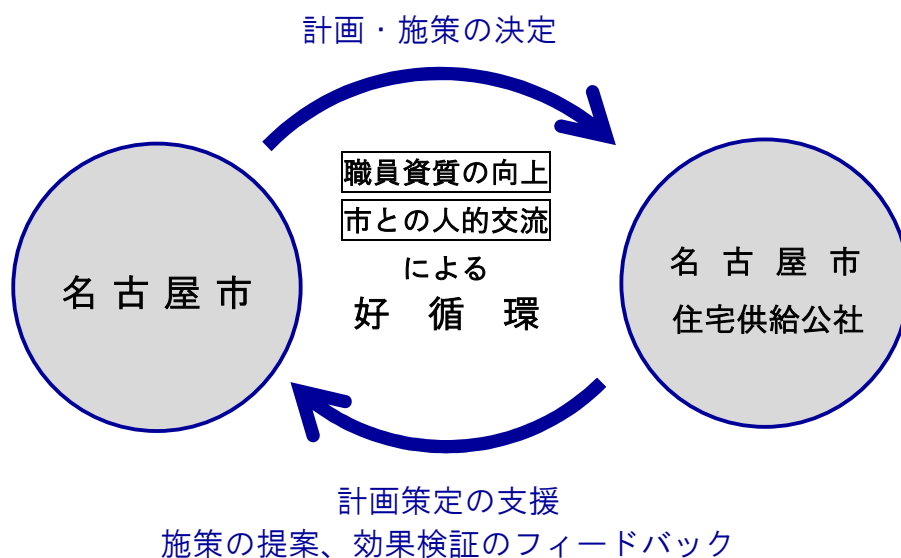 計画・施策の決定
職員資質の向上
市との人的交流
による
好循環
名古屋市
名古屋市
住宅供給公社
計画策定の支援
施策の提案、効果検証のフィードバック